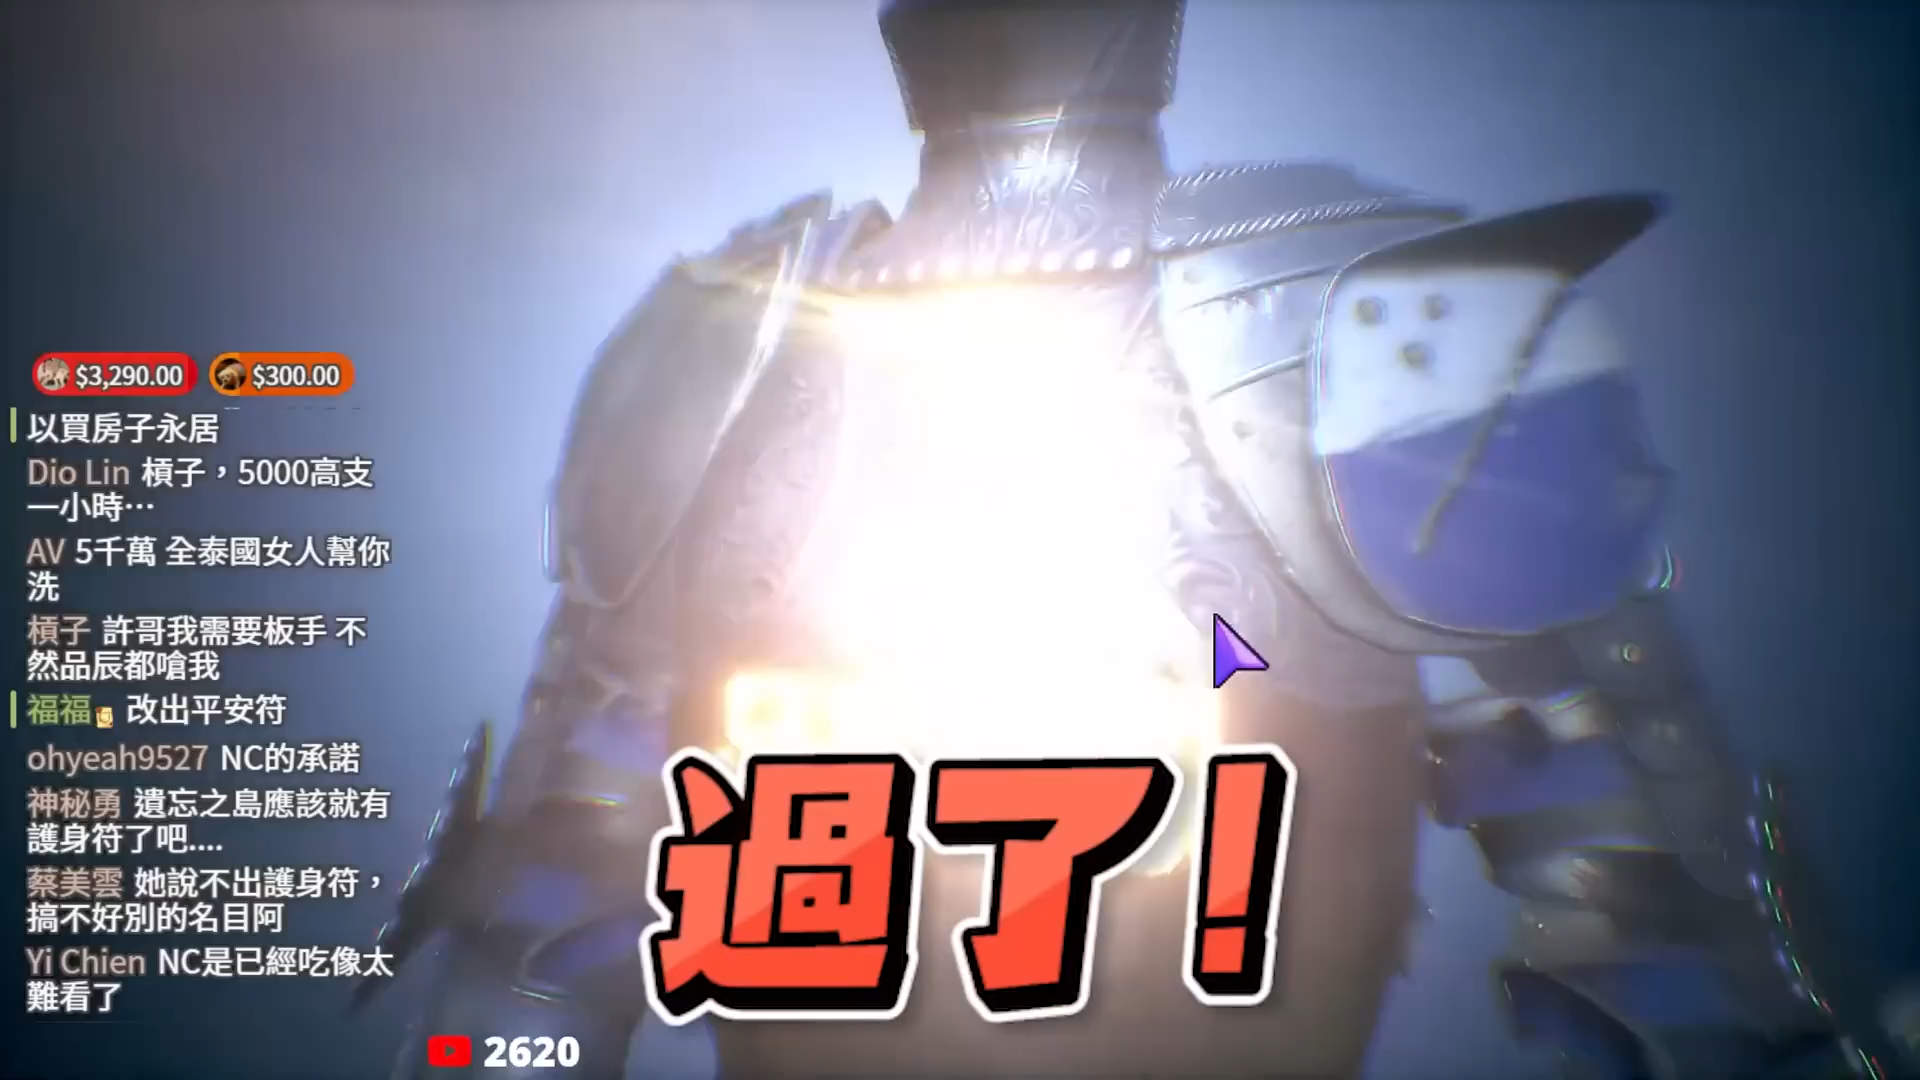 $3,290.00 $300.00
以買房子永居
Dio Lin 槓子，5000高支
一小時…
AV 5千萬 全泰國女人幫你
洗
槓子 許哥我需要板手 不
然品辰都嗆我
福福 改出平安符
ohyeah9527 NC的承諾
神秘勇 遺忘之島應該就有
護身符了吧....
蔡美雲 她說不出護身符，
搞不好別的名目阿
Yi Chien NC是已經吃像太
難看了
過了!
2620